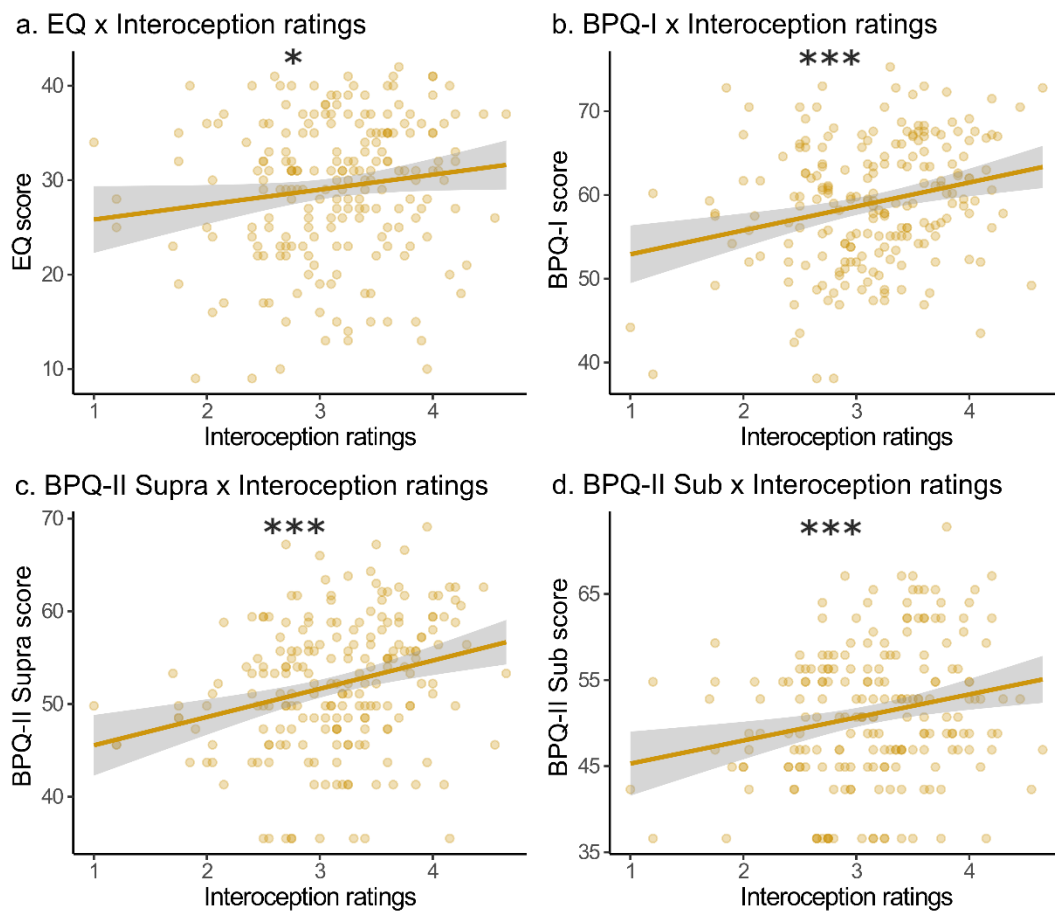 a. EQ x Interoception ratings
*
EQ score
40
30
20
10
1 2 3 4
Interoception ratings
b. BPQ-I x Interoception ratings
***
BPQ-I score
70
60
50
40
1 2 3 4
Interoception ratings
c. BPQ-II Supra x Interoception ratings
***
BPQ-II Supra score
70
60
50
40
1 2 3 4
Interoception ratings
d. BPQ-II Sub x Interoception ratings
***
BPQ-II Sub score
65
55
45
35
1 2 3 4
Interoception ratings